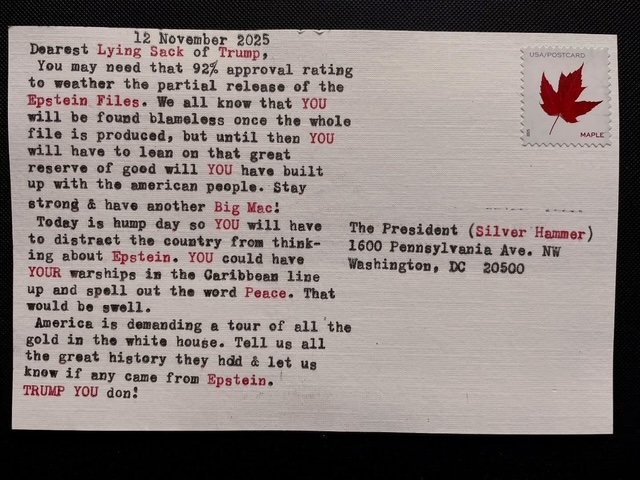 12 November 2025
Dearest Lying Sack of Trump,
You may need that 92% approval rating
to weather the partial release of the
Epstein Files. We all know that YOU
will be found blameless once the whole
file is produced, but until then YOU
will have to lean on that great
reserve of good will YOU have built
up with the american people. Stay
strong & have another Big Mac!
Today is hump day so YOU will have
to distract the country from think-
ing about Epstein. YOU could have
YOUR warships in the Caribbean line
up and spell out the word Peace. That
would be swell.
America is demanding a tour of all the
gold in the white house. Tell us all
the great history they hold & let us
know if any came from Epstein.
TRUMP YOU don!
USA/POSTCARD
MAPLE
The President (Silver Hammer)
1600 Pennsylvania Ave. NW
Washington, DC 20500